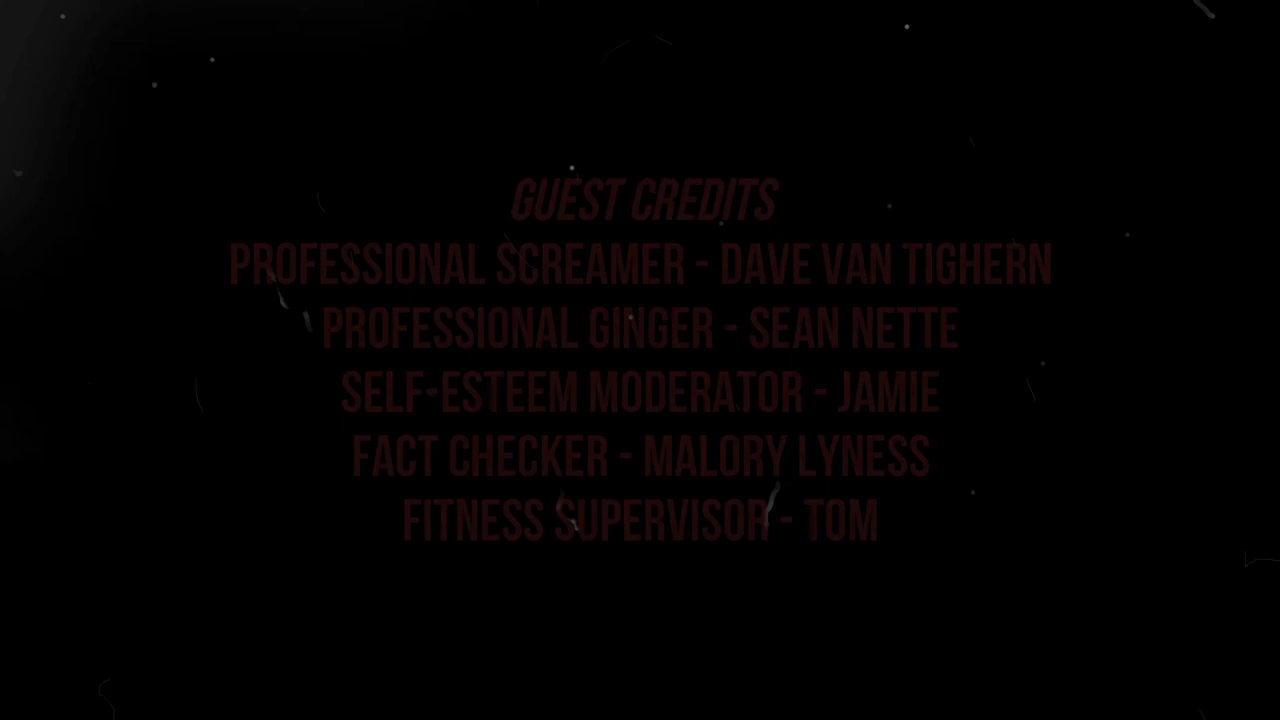 GUEST CREDITS
PROFESSIONAL SCREAMER - DAVE VAN TIGHERN
PROFESSIONAL GINGER - SEAN NETTE
SELF-ESTEEM MODERATOR - JAMIE
FACT CHECKER - MALORY LYNESS
FITNESS SUPERVISOR - TOM